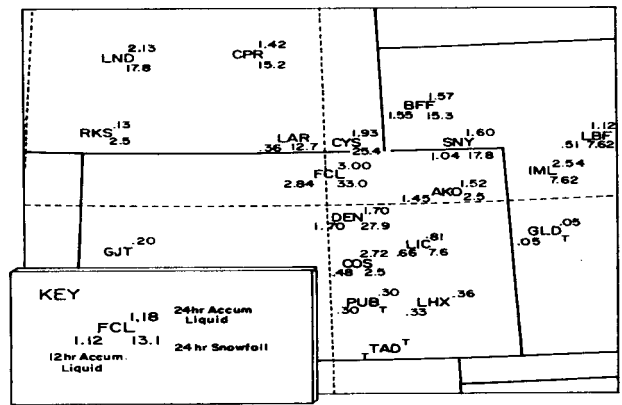 2.13
LND
17.8
1.42
CPR
15.2
.13
RKS
2.5
LAR
.36 12.7
1.93
CYS
25.4
1.57
BFF
1.55 15.3
1.60
SNY
1.04 17.8
1.12
LBF
.51 7.62
2.54
IML
7.62
3.00
FCL
2.84 33.0
1.52
AKO
1.45 2.5
1.70
DEN
1.70 27.9
.20
GJT
.81
LIC
.66 7.6
2.72
COS
.48 2.5
.05
GLD
.05 T
.30
PUB
.30 T
.36
LHX
.33
T
TAD
T
KEY
1.18
FCL
1.12 13.1
24hr Accum
Liquid
24hr Snowfall
12hr Accum.
Liquid